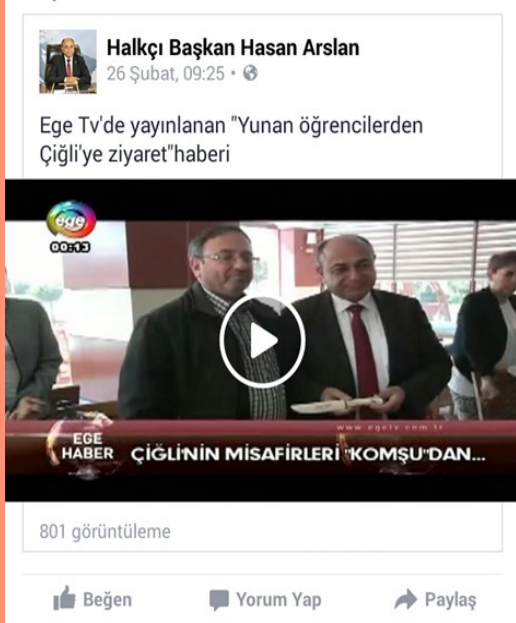 Halkçı Başkan Hasan Arslan
26 Şubat, 09:25 •
Ege Tv'de yayınlanan "Yunan öğrencilerden
Çiğli'ye ziyaret"haberi
ege
00:13
www.egetv.com.tr
EGE
HABER
ÇİĞLİ'NİN MİSAFİRLERİ "KOMŞU"DAN...
801 görüntüleme
Beğen
Yorum Yap
Paylaş